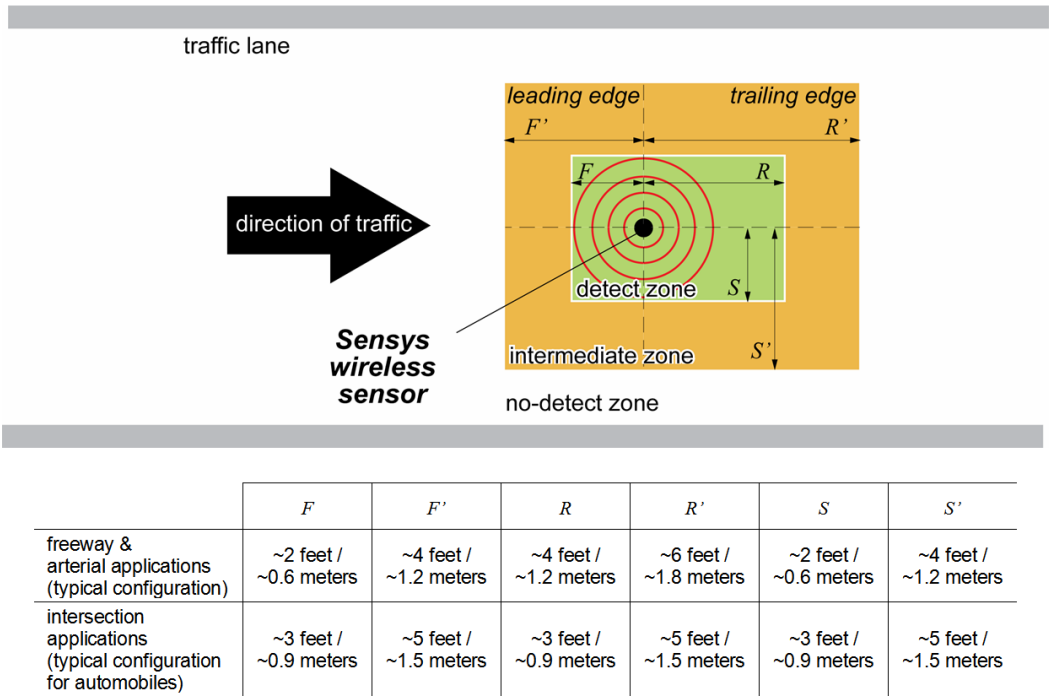 traffic lane
leading edge
trailing edge
F’
R’
F
R
direction of traffic
S
detect zone
Sensys
wireless
sensor
S’
intermediate zone
no-detect zone
F F’ R R’ S S’
freeway &
arterial applications
(typical configuration)
~2 feet /
~0.6 meters
~4 feet /
~1.2 meters
~4 feet /
~1.2 meters
~6 feet /
~1.8 meters
~2 feet /
~0.6 meters
~4 feet /
~1.2 meters
intersection
applications
(typical configuration
for automobiles)
~3 feet /
~0.9 meters
~5 feet /
~1.5 meters
~3 feet /
~0.9 meters
~5 feet /
~1.5 meters
~3 feet /
~0.9 meters
~5 feet /
~1.5 meters